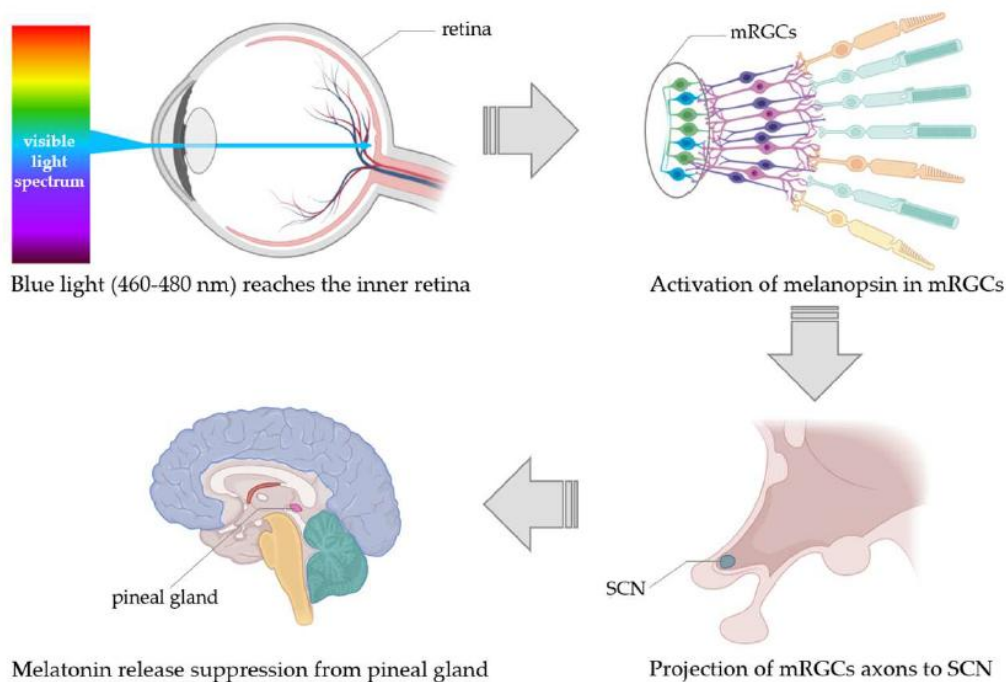 retina
mRGCs
visible
light
spectrum
Blue light (460-480 nm) reaches the inner retina
Activation of melanopsin in mRGCs
SCN
pineal gland
Melatonin release suppression from pineal gland
Projection of mRGCs axons to SCN